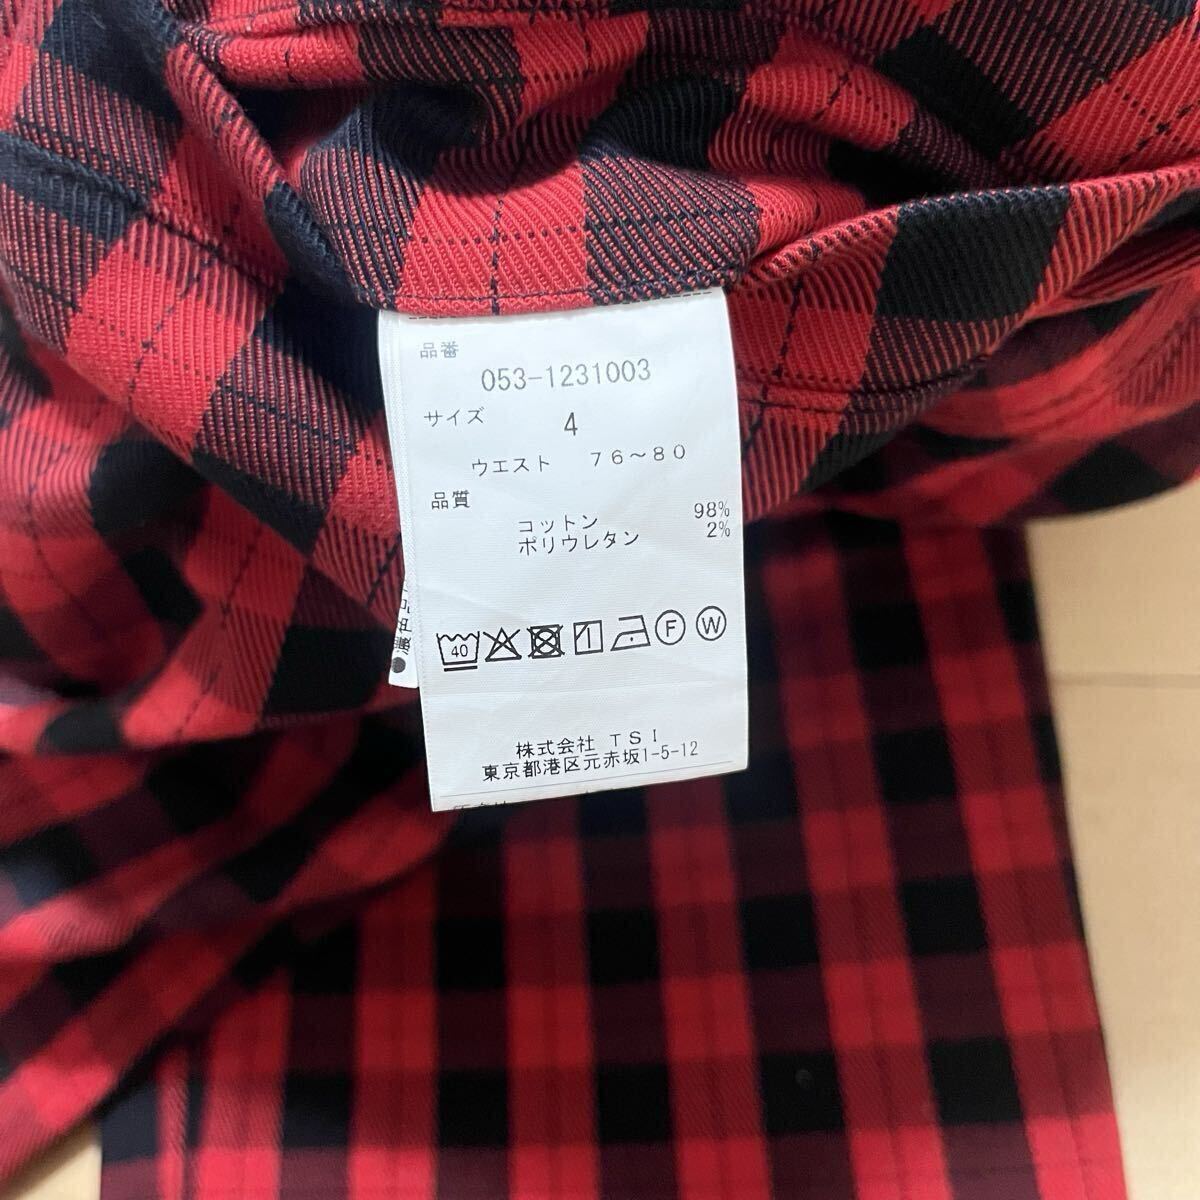 品番
053-1231003
サイズ
4
ウエスト 76～80
品質
コットン 98%
ポリウレタン 2%
40
F
W
株式会社 TSI
東京都港区元赤坂1-5-12